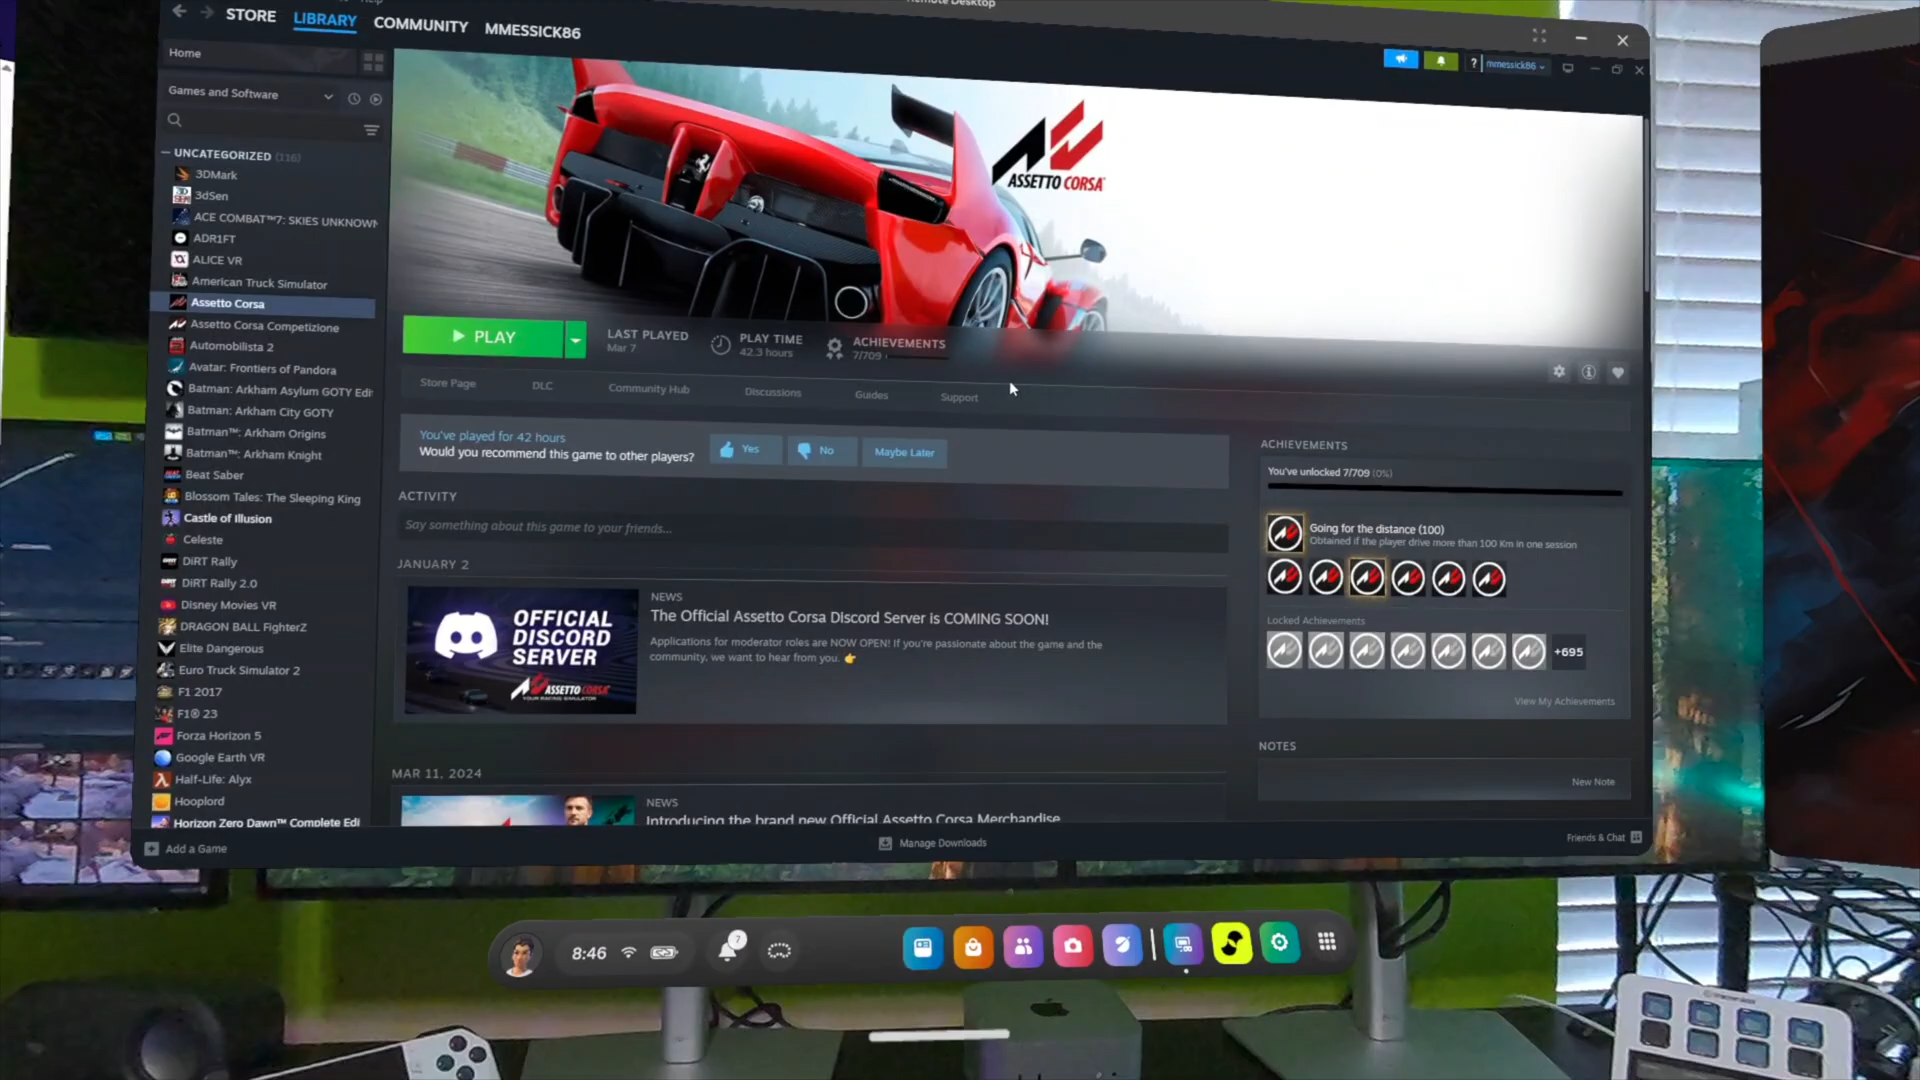 Help
Remote Desktop
STORE
LIBRARY
COMMUNITY
MMESSICK86
? mmessick86
Home
Games and Software
UNCATEGORIZED (116)
3DMark
3dSen
ACE COMBAT™7: SKIES UNKNOWN
ADR1FT
ALICE VR
American Truck Simulator
Assetto Corsa
Assetto Corsa Competizione
Automobilista 2
Avatar: Frontiers of Pandora
Batman: Arkham Asylum GOTY Edi
Batman: Arkham City GOTY
Batman™: Arkham Origins
Batman™: Arkham Knight
Beat Saber
Blossom Tales: The Sleeping King
Castle of Illusion
Celeste
DiRT Rally
DiRT Rally 2.0
Disney Movies VR
DRAGON BALL FighterZ
Elite Dangerous
Euro Truck Simulator 2
F1 2017
F1® 23
Forza Horizon 5
Google Earth VR
Half-Life: Alyx
Hooplord
Horizon Zero Dawn™ Complete Edi
Add a Game
ASSETTO CORSA
PLAY
LAST PLAYED
Mar 7
PLAY TIME
42.3 hours
ACHIEVEMENTS
7/709
Store Page
DLC
Community Hub
Discussions
Guides
Support
You've played for 42 hours
Would you recommend this game to other players?
Yes
No
Maybe Later
ACTIVITY
Say something about this game to your friends...
JANUARY 2
OFFICIAL
DISCORD
SERVER
ASSETTO CORSA
NEWS
The Official Assetto Corsa Discord Server is COMING SOON!
Applications for moderator roles are NOW OPEN! If you're passionate about the game and the
community, we want to hear from you. 👉
MAR 11, 2024
NEWS
Introducing the brand new Official Assetto Corsa Merchandise
ACHIEVEMENTS
You've unlocked 7/709 (0%)
Going for the distance (100)
Obtained if the player drive more than 100 Km in one session
Locked Achievements
+695
View My Achievements
NOTES
New Note
Manage Downloads
Friends & Chat
8:46
7